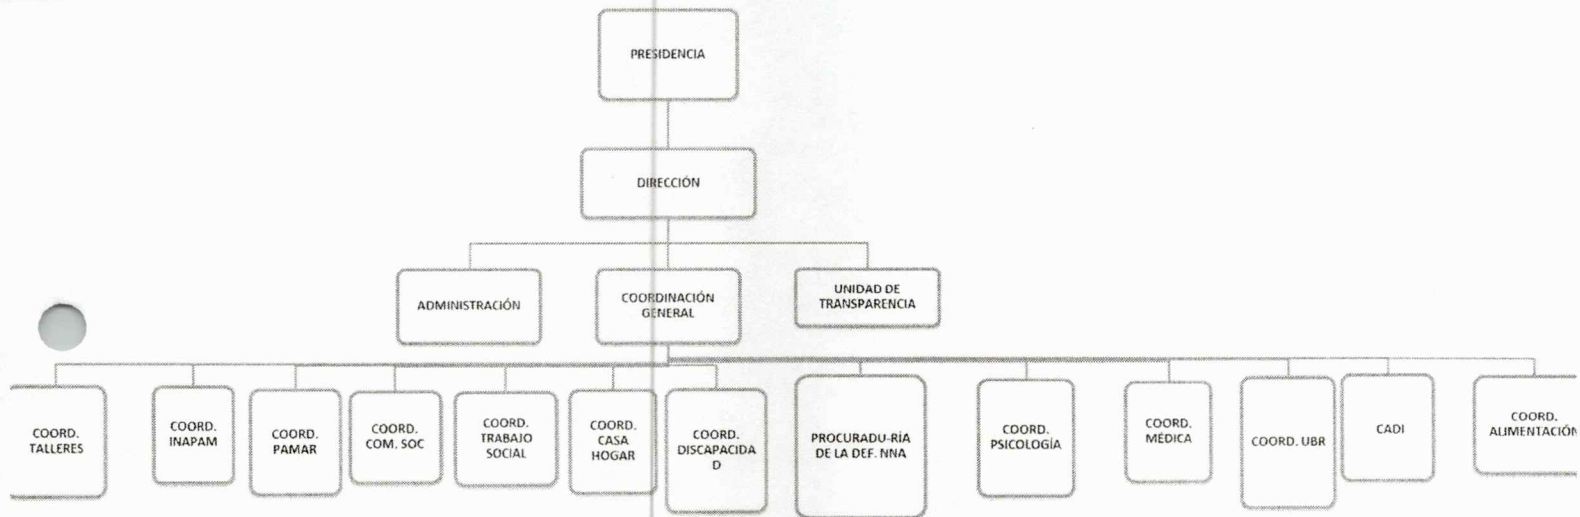 PRESIDENCIA
DIRECCIÓN
ADMINISTRACIÓN
COORDINACIÓN
GENERAL
UNIDAD DE
TRANSPARENCIA
COORD.
TALLERES
COORD.
INAPAM
COORD.
PAMAR
COORD.
COM. SOC
COORD.
TRABAJO
SOCIAL
COORD.
CASA
HOGAR
COORD.
DISCAPACIDA
D
PROCURADU-RÍA
DE LA DEF. NNA
COORD.
PSICOLOGÍA
COORD.
MÉDICA
COORD. UBR
CADI
COORD.
ALIMENTACIÓN